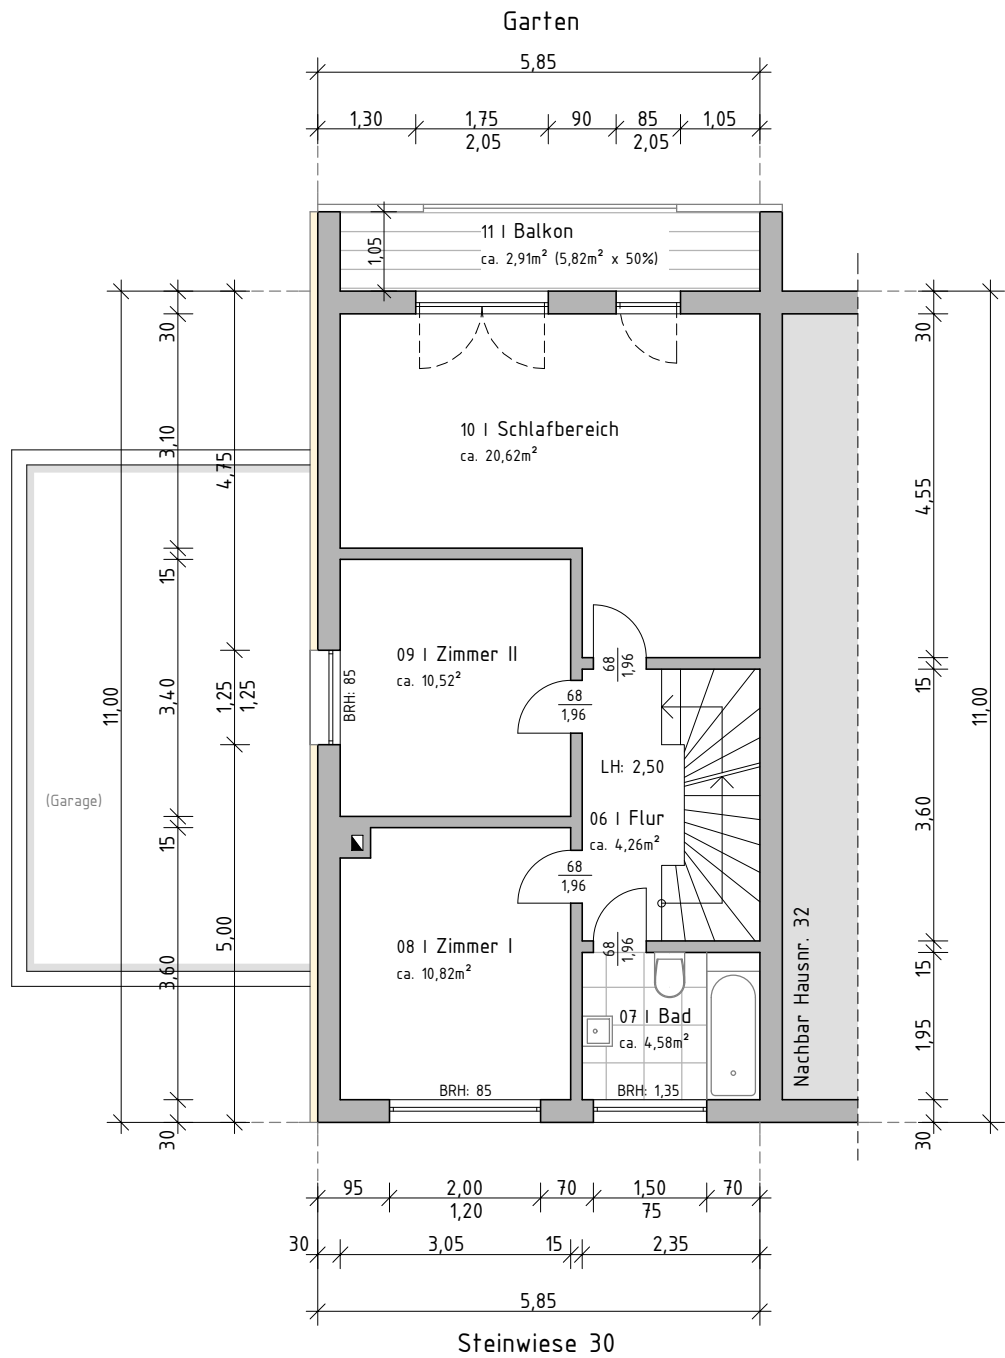 Garten
5,85
1,30 1,75 90 85 1,05
2,05 2,05
11 | Balkon
ca. 2,91m² (5,82m² x 50%)
1,05
30
3,10
15
3,40
15
3,60
30
4,75
1,25
1,25
5,00
11,00
10 | Schlafbereich
ca. 20,62m²
09 | Zimmer II
ca. 10,52²
BRH: 85
68
1,96
68
1,96
LH: 2,50
06 | Flur
ca. 4,26m²
68
1,96
68
1,96
08 | Zimmer I
ca. 10,82m²
BRH: 85
07 | Bad
ca. 4,58m²
BRH: 1,35
(Garage)
Nachbar Hausnr. 32
30
4,55
15
3,60
15
1,95
30
11,00
95 2,00 70 1,50 70
1,20 75
30 3,05 15 2,35
5,85
Steinwiese 30